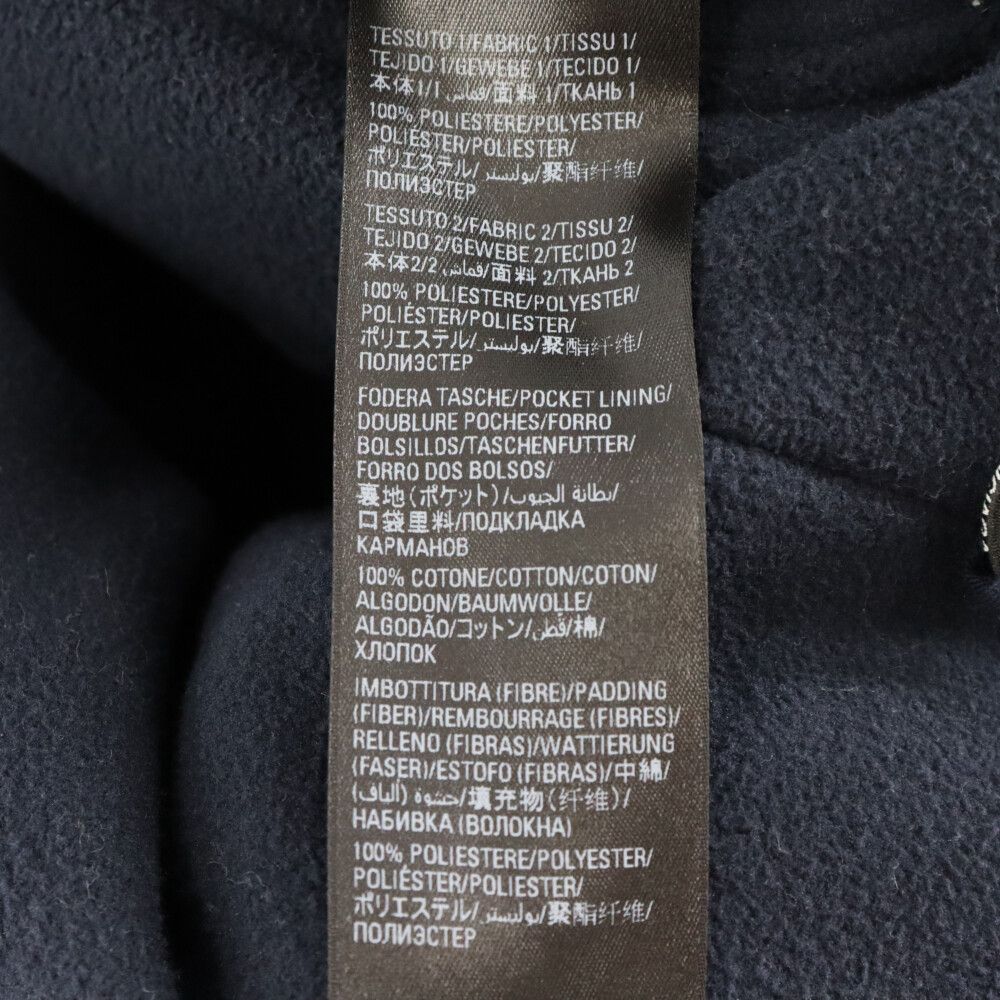 TESSUTO 1/FABRIC 1/TISSU 1/
TEJIDO 1/GEWEBE 1/TECIDO 1/
本体1/1 قماش/面料 1/ТКАНЬ 1
100% POLIESTERE/POLYESTER/
POLIÉSTER/POLIESTER/
ポリエステル/بوليستر/聚酯纤维/
ПОЛИЭСТЕР
TESSUTO 2/FABRIC 2/TISSU 2/
TEJIDO 2/GEWEBE 2/TECIDO 2/
本体2/2 قماش/面料 2/ТКАНЬ 2
100% POLIESTERE/POLYESTER/
POLIÉSTER/POLIESTER/
ポリエステル/بوليستر/聚酯纤维/
ПОЛИЭСТЕР
FODERA TASCHE/POCKET LINING/
DOUBLURE POCHES/FORRO
BOLSILLOS/TASCHENFUTTER/
FORRO DOS BOLSOS/
裏地(ポケット)/بطانة الجيوب/
口袋里料/ПОДКЛАДКА
КАРМАНОВ
100% COTONE/COTTON/COTON/
ALGODON/BAUMWOLLE/
ALGODÃO/コットン/قطن/棉/
ХЛОПОК
IMBOTTITURA (FIBRE)/PADDING
(FIBER)/REMBOURRAGE (FIBRES)/
RELLENO (FIBRAS)/WATTIERUNG
(FASER)/ESTOFO (FIBRAS)/中綿/
حشوة (ألياف)/填充物(纤维)/
НАБИВКА (ВОЛОКНА)
100% POLIESTERE/POLYESTER/
POLIÉSTER/POLIESTER/
ポリエステル/بوليستر/聚酯纤维/
ПОЛИЭСТЕР